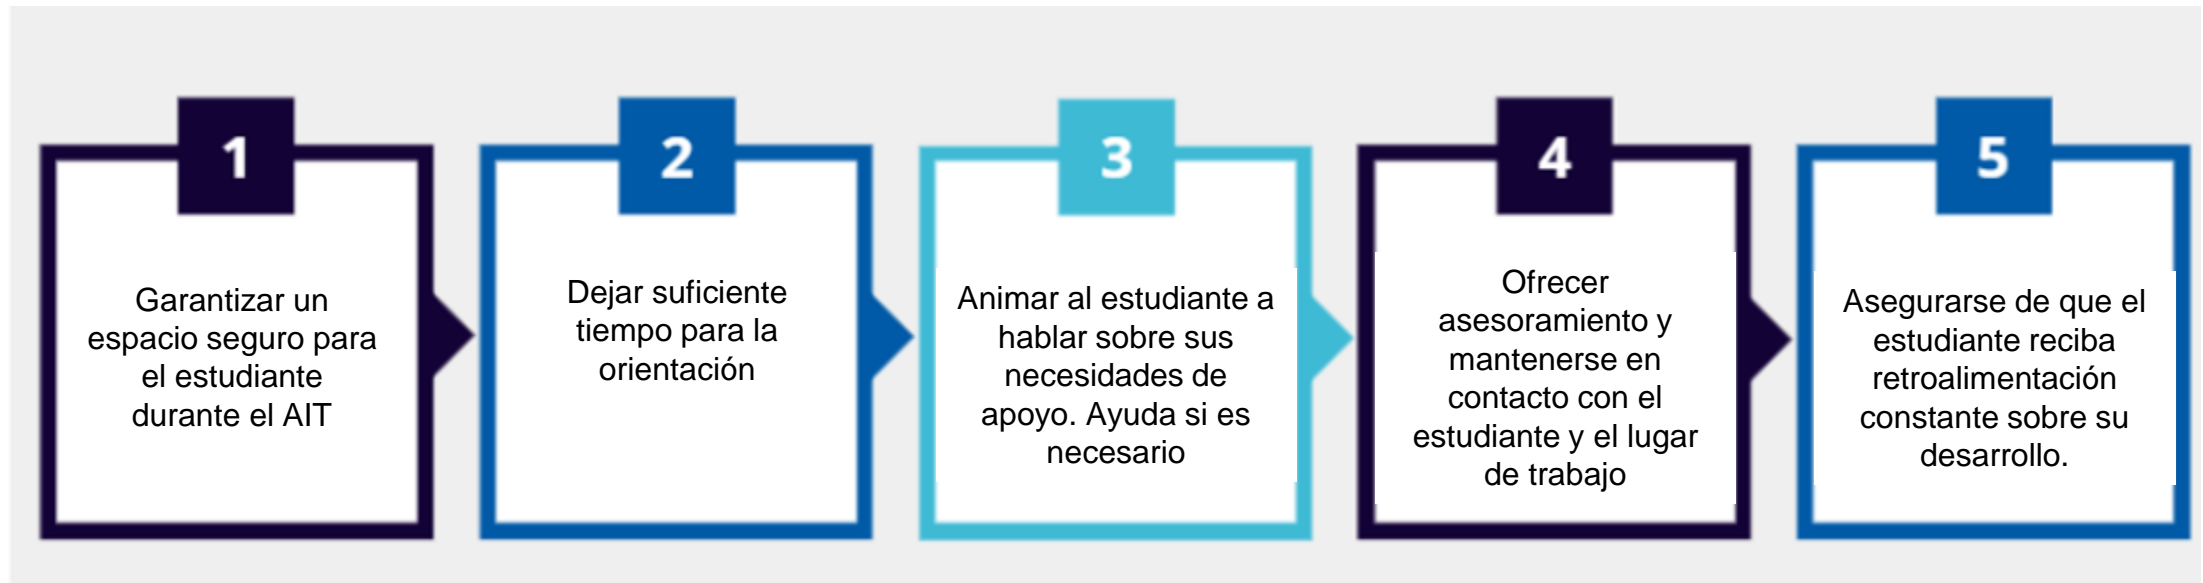 1
Garantizar un
espacio seguro para
el estudiante
durante el AIT
2
Dejar suficiente
tiempo para la
orientación
3
Animar al estudiante a
hablar sobre sus
necesidades de
apoyo. Ayuda si es
necesario
4
Ofrecer
asesoramiento y
mantenerse en
contacto con el
estudiante y el lugar
de trabajo
5
Asegurarse de que el
estudiante reciba
retroalimentación
constante sobre su
desarrollo.